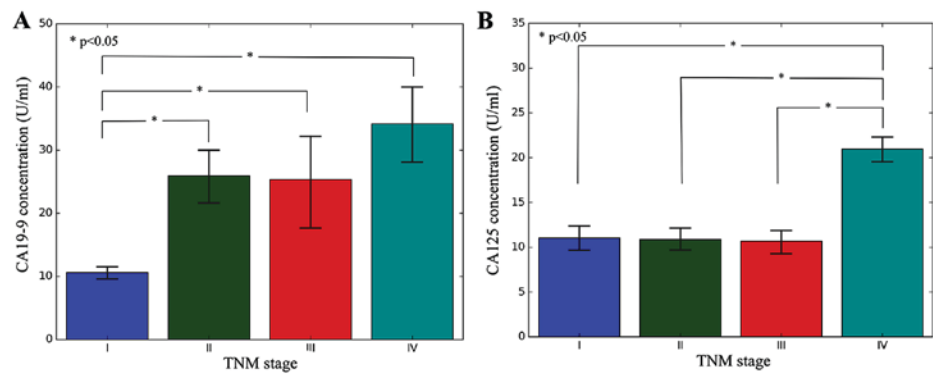 A
* p<0.05
CA19-9 concentration (U/ml)
50
40
30
20
10
0
*
*
*
I
II
III
IV
TNM stage
B
* p<0.05
CA125 concentration (U/ml)
35
30
25
20
15
10
5
0
*
*
*
I
II
III
IV
TNM stage